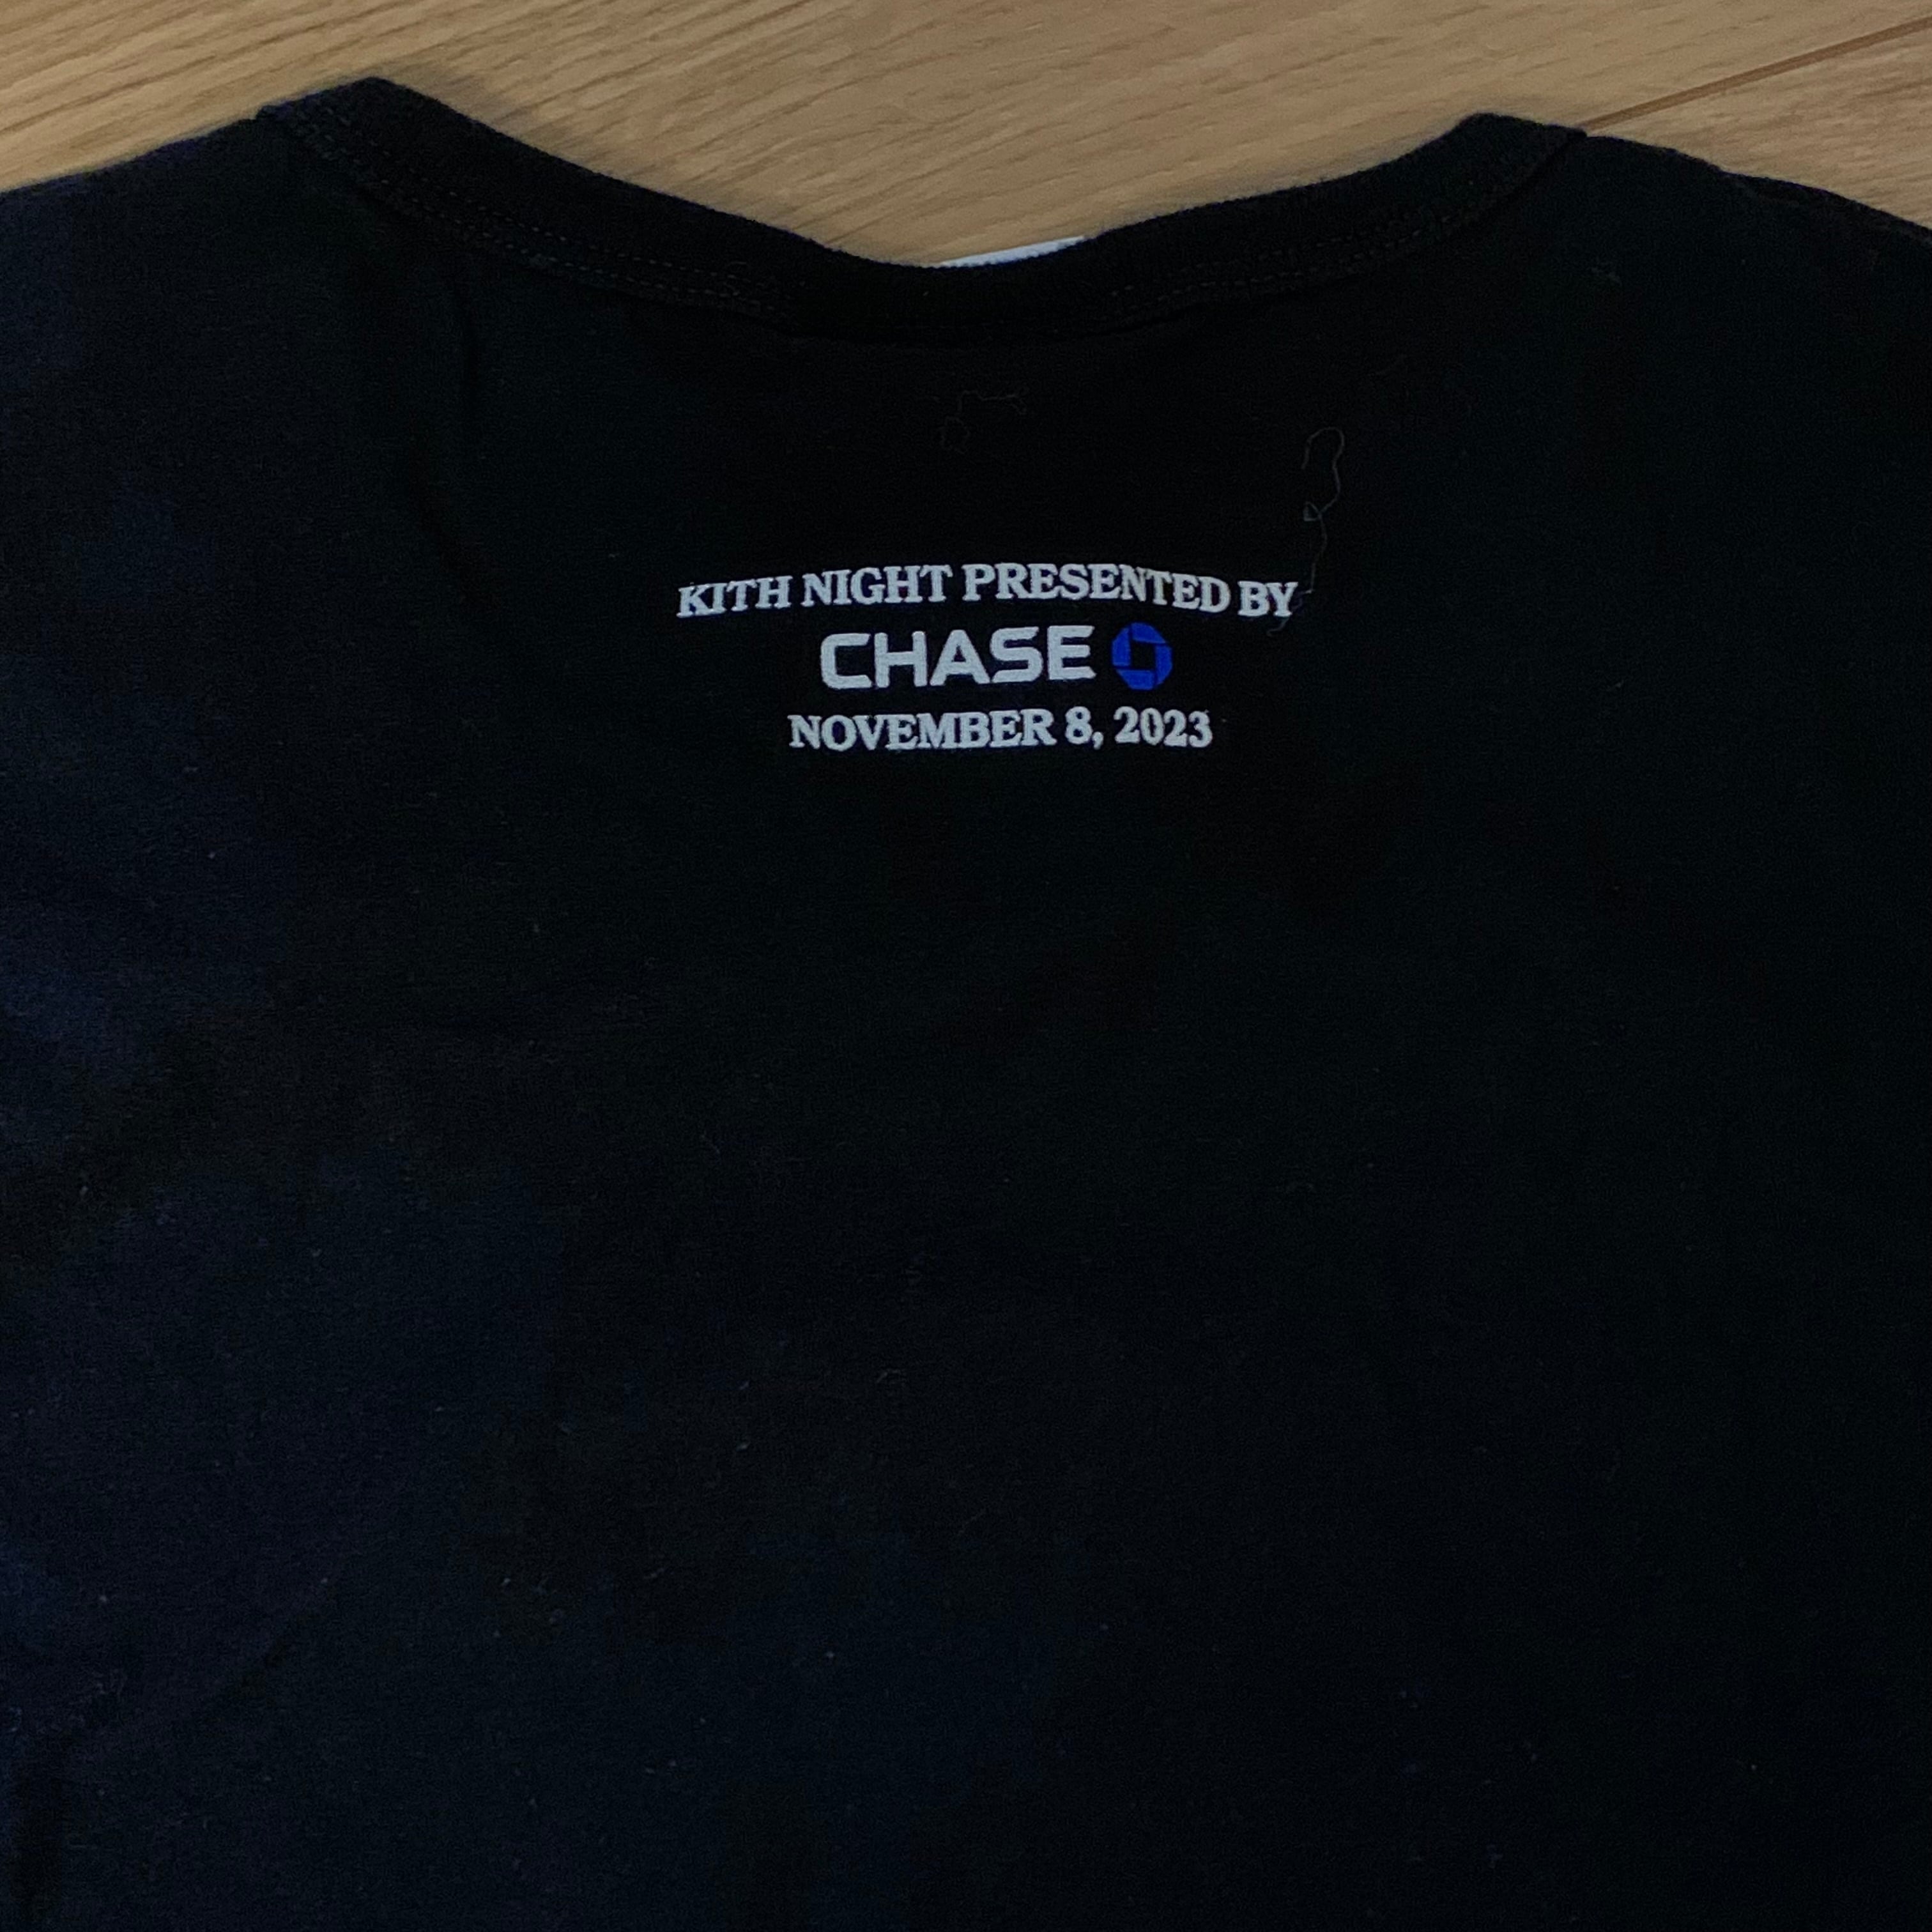 KITH NIGHT PRESENTED BY
CHASE
NOVEMBER 8, 2023